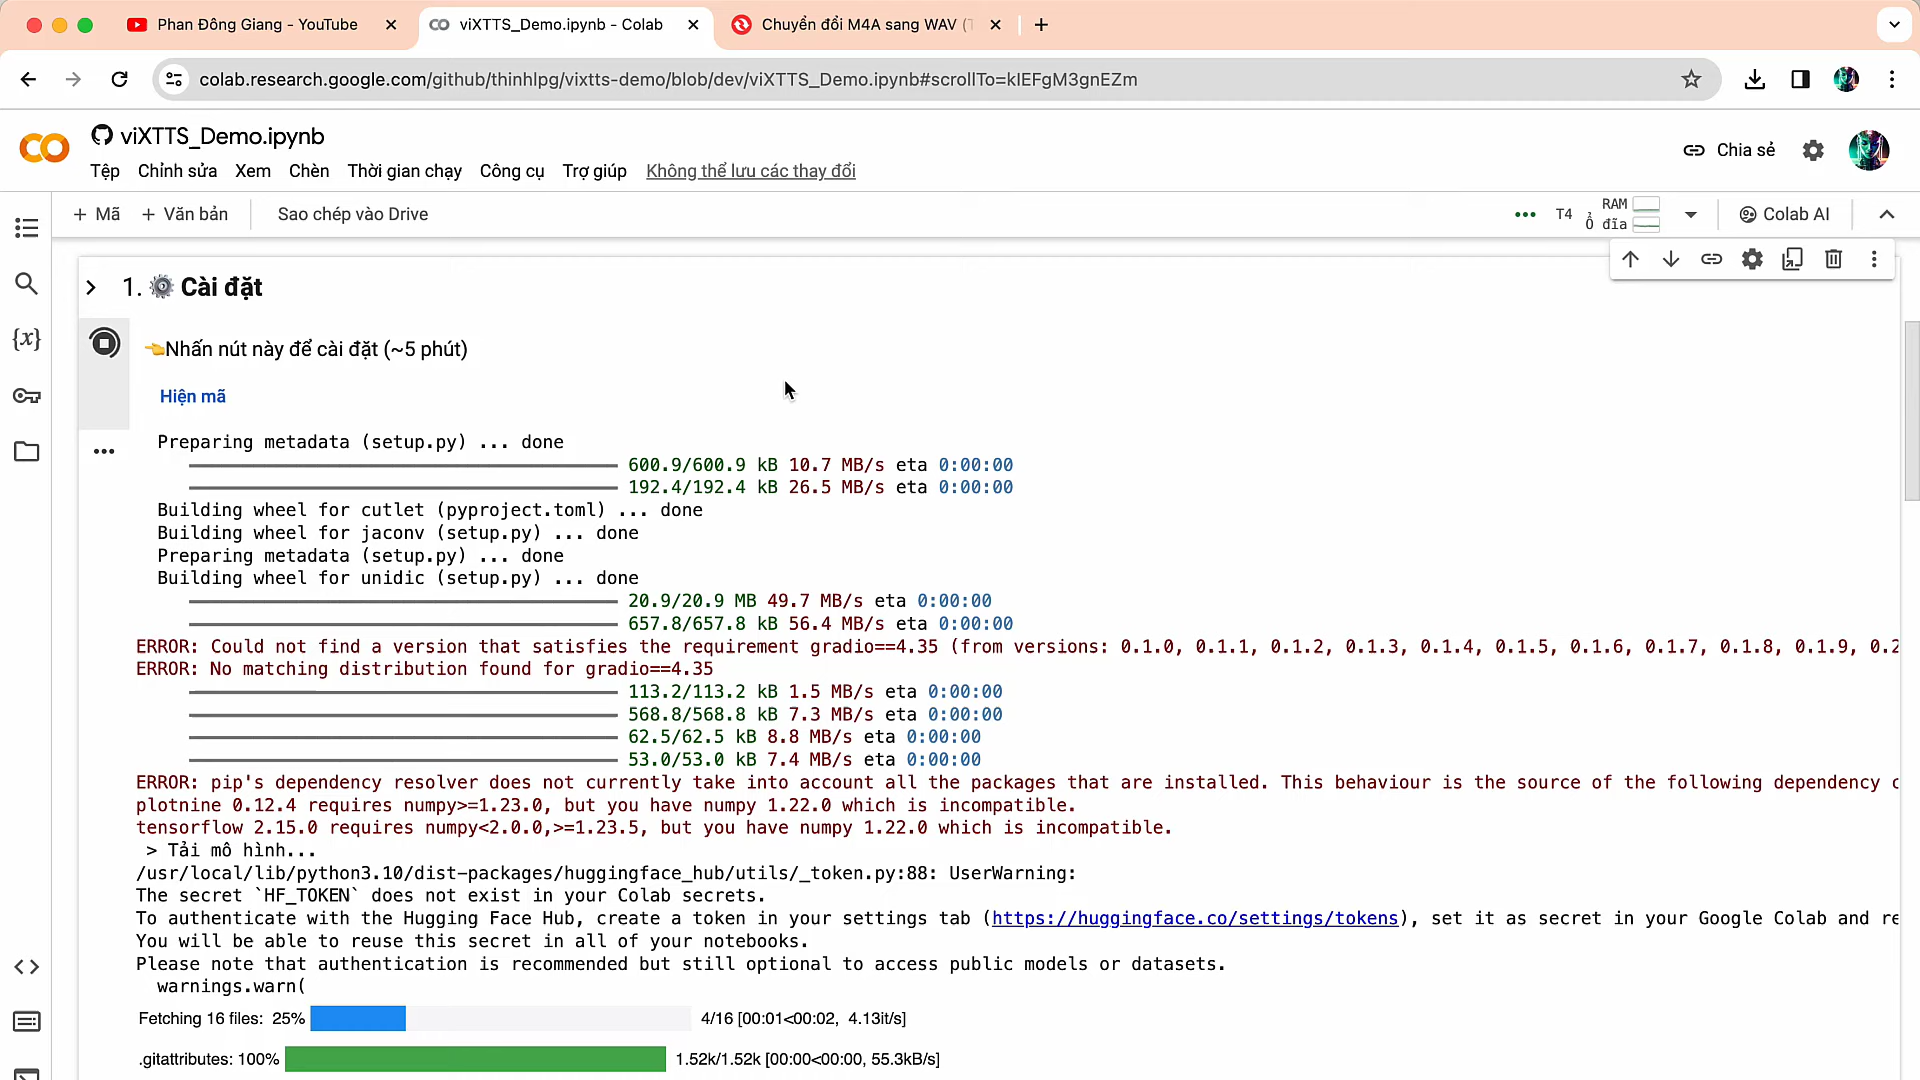 Phan Đông Giang - YouTube
viXTTS_Demo.ipynb - Colab
Chuyển đổi M4A sang WAV
colab.research.google.com/github/thinhlpg/vixtts-demo/blob/dev/viXTTS_Demo.ipynb#scrollTo=klEFgM3gnEZm
viXTTS_Demo.ipynb
Chia sẻ
Tệp Chỉnh sửa Xem Chèn Thời gian chạy Công cụ Trợ giúp Không thể lưu các thay đổi
+ Mã + Văn bản Sao chép vào Drive
T4
RAM
Ổ đĩa
Colab AI
1. Cài đặt
{x}
Nhấn nút này để cài đặt (~5 phút)
Hiện mã
Preparing metadata (setup.py) ... done
600.9/600.9 kB 10.7 MB/s eta 0:00:00
192.4/192.4 kB 26.5 MB/s eta 0:00:00
Building wheel for cutlet (pyproject.toml) ... done
Building wheel for jaconv (setup.py) ... done
Preparing metadata (setup.py) ... done
Building wheel for unidic (setup.py) ... done
20.9/20.9 MB 49.7 MB/s eta 0:00:00
657.8/657.8 kB 56.4 MB/s eta 0:00:00
ERROR: Could not find a version that satisfies the requirement gradio==4.35 (from versions: 0.1.0, 0.1.1, 0.1.2, 0.1.3, 0.1.4, 0.1.5, 0.1.6, 0.1.7, 0.1.8, 0.1.9, 0.2
ERROR: No matching distribution found for gradio==4.35
113.2/113.2 kB 1.5 MB/s eta 0:00:00
568.8/568.8 kB 7.3 MB/s eta 0:00:00
62.5/62.5 kB 8.8 MB/s eta 0:00:00
53.0/53.0 kB 7.4 MB/s eta 0:00:00
ERROR: pip's dependency resolver does not currently take into account all the packages that are installed. This behaviour is the source of the following dependency
plotnine 0.12.4 requires numpy>=1.23.0, but you have numpy 1.22.0 which is incompatible.
tensorflow 2.15.0 requires numpy<2.0.0,>=1.23.5, but you have numpy 1.22.0 which is incompatible.
> Tải mô hình...
/usr/local/lib/python3.10/dist-packages/huggingface_hub/utils/_token.py:88: UserWarning:
The secret `HF_TOKEN` does not exist in your Colab secrets.
To authenticate with the Hugging Face Hub, create a token in your settings tab (https://huggingface.co/settings/tokens), set it as secret in your Google Colab and re
You will be able to reuse this secret in all of your notebooks.
Please note that authentication is recommended but still optional to access public models or datasets.
warnings.warn(
Fetching 16 files: 25% 4/16 [00:01<00:02, 4.13it/s]
.gitattributes: 100% 1.52k/1.52k [00:00<00:00, 55.3kB/s]